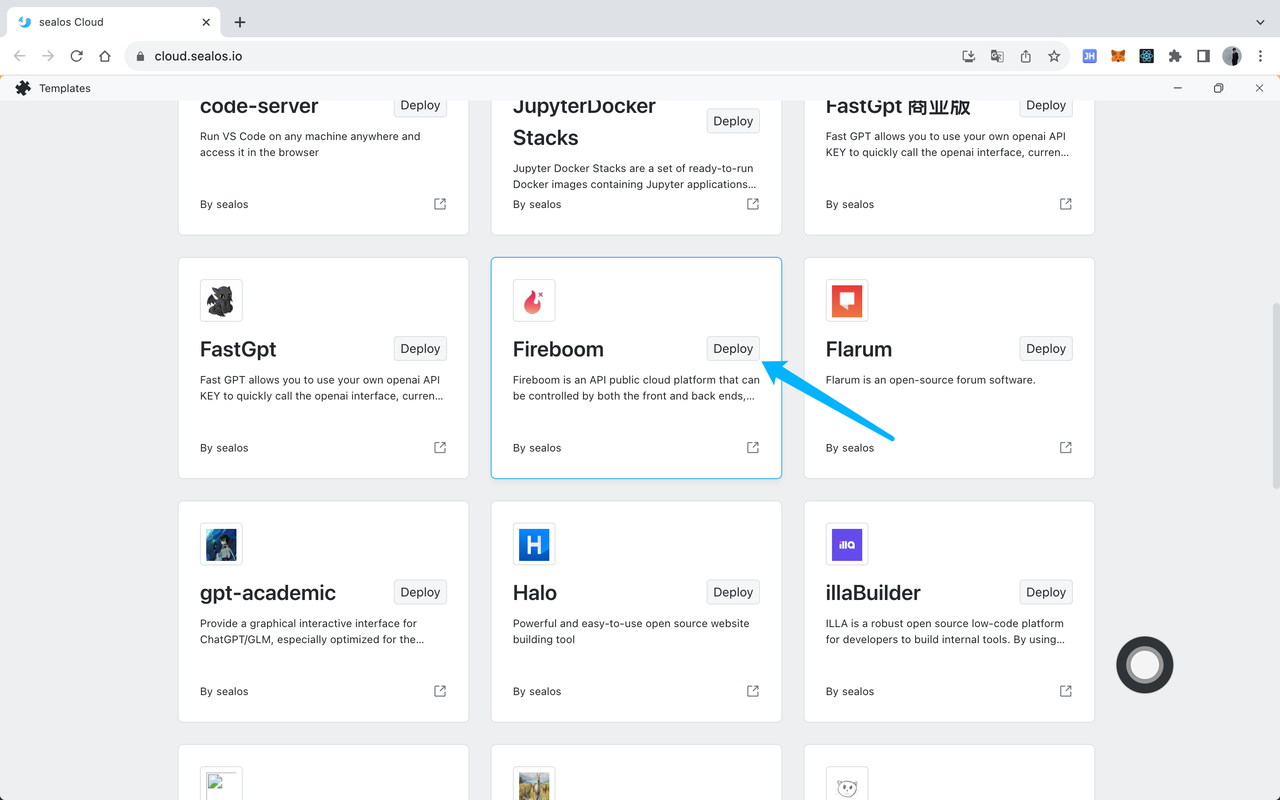 sealos Cloud
cloud.sealos.io
JH
Templates
code-server
Deploy
Run VS Code on any machine anywhere and
access it in the browser
By sealos
JupyterDocker
Stacks
Deploy
Jupyter Docker Stacks are a set of ready-to-run
Docker images containing Jupyter applications...
By sealos
FastGpt 商业版
Deploy
Fast GPT allows you to use your own openai API
KEY to quickly call the openai interface, curren...
By sealos
FastGpt
Deploy
Fast GPT allows you to use your own openai API
KEY to quickly call the openai interface, curren...
By sealos
Fireboom
Deploy
Fireboom is an API public cloud platform that can
be controlled by both the front and back ends,...
By sealos
Flarum
Deploy
Flarum is an open-source forum software.
By sealos
gpt-academic
Deploy
Provide a graphical interactive interface for
ChatGPT/GLM, especially optimized for the...
By sealos
H
Halo
Deploy
Powerful and easy-to-use open source website
building tool
By sealos
illa
illaBuilder
Deploy
ILLA is a robust open source low-code platform
for developers to build internal tools. By using...
By sealos